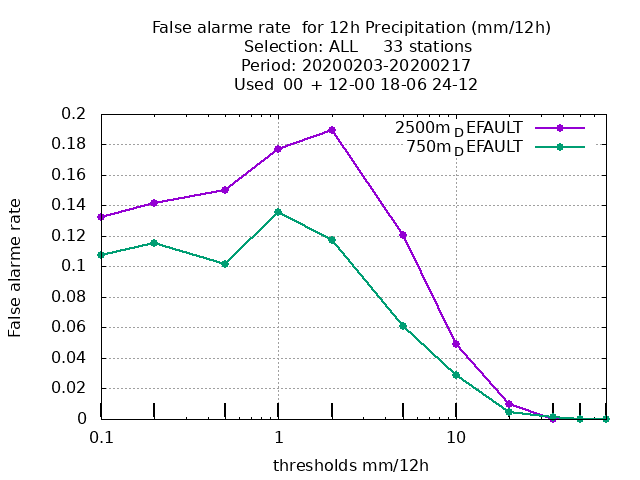 False alarme rate  for 12h Precipitation (mm/12h)
Selection: ALL     33 stations
Period: 20200203-20200217
Used  00  + 12-00 18-06 24-12
2500m_DEFAULT
750m_DEFAULT
0.2
0.18
0.16
0.14
0.12
0.1
0.08
0.06
0.04
0.02
0
False alarme rate
0.1
1
10
thresholds mm/12h